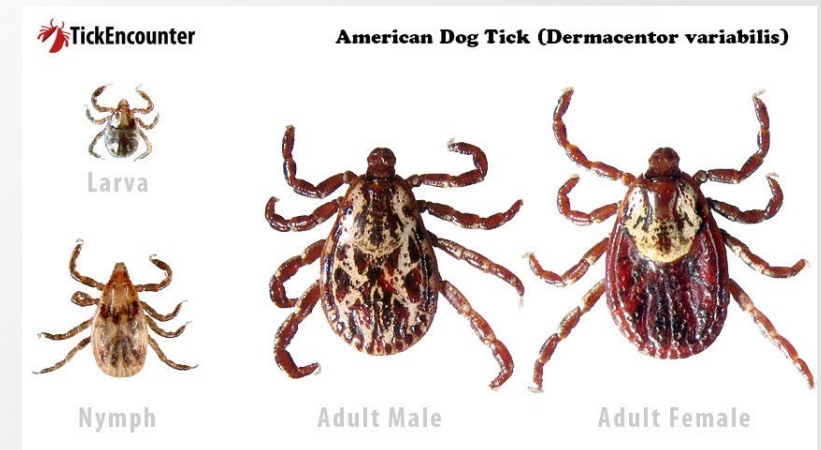 TickEncounter
American Dog Tick (Dermacentor variabilis)
Larva
Nymph
Adult Male
Adult Female